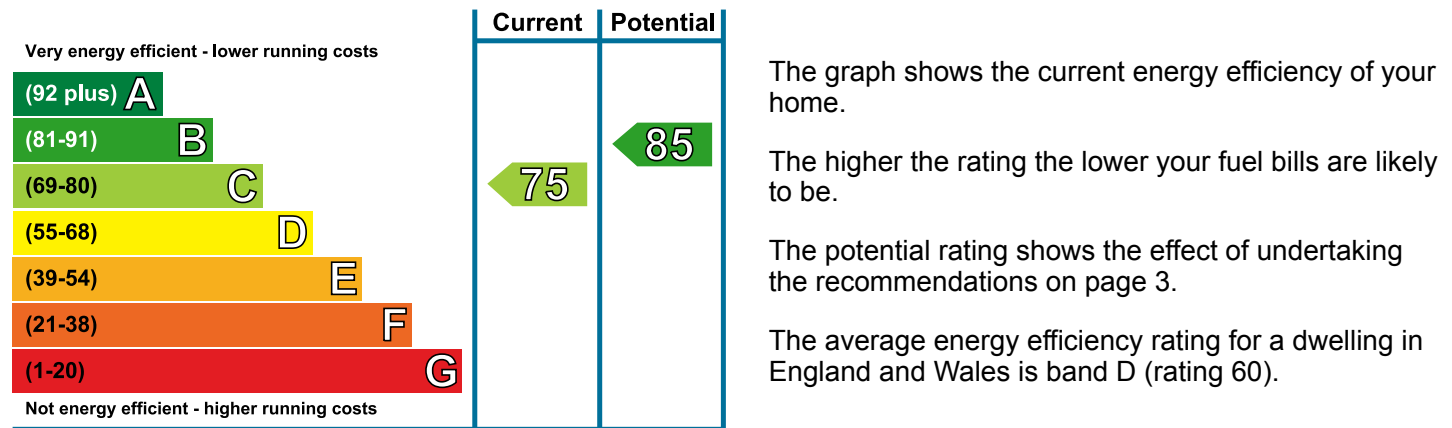 Current Potential
Very energy efficient - lower running costs
(92 plus) A
(81-91) B
(69-80) C
(55-68) D
(39-54) E
(21-38) F
(1-20) G
Not energy efficient - higher running costs
75
85
The graph shows the current energy efficiency of your
home.
The higher the rating the lower your fuel bills are likely
to be.
The potential rating shows the effect of undertaking
the recommendations on page 3.
The average energy efficiency rating for a dwelling in
England and Wales is band D (rating 60).